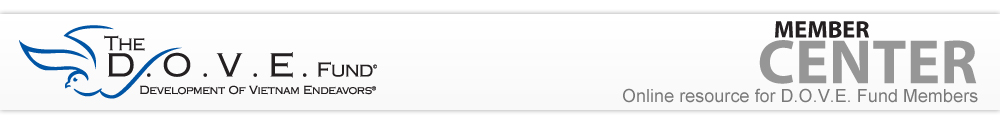 THE
D.O.V.E. FUND®
DEVELOPMENT OF VIETNAM ENDEAVORS®
MEMBER
CENTER
Online resource for D.O.V.E. Fund Members